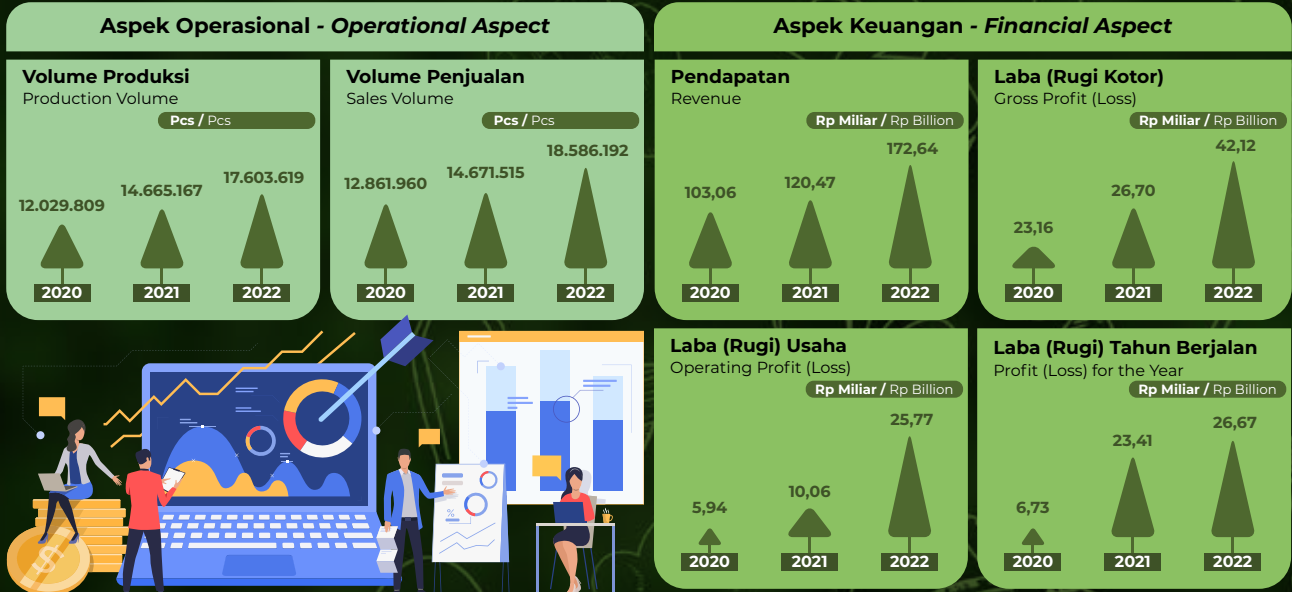 Aspek Operasional - Operational Aspect
Volume Produksi
Production Volume
Pcs / Pcs
12.029.809
14.665.167
17.603.619
2020
2021
2022
Volume Penjualan
Sales Volume
Pcs / Pcs
12.861.960
14.671.515
18.586.192
2020
2021
2022
Aspek Keuangan - Financial Aspect
Pendapatan
Revenue
Rp Miliar / Rp Billion
103,06
120,47
172,64
2020
2021
2022
Laba (Rugi Kotor)
Gross Profit (Loss)
Rp Miliar / Rp Billion
23,16
26,70
42,12
2020
2021
2022
Laba (Rugi) Usaha
Operating Profit (Loss)
Rp Miliar / Rp Billion
5,94
10,06
25,77
2020
2021
2022
Laba (Rugi) Tahun Berjalan
Profit (Loss) for the Year
Rp Miliar / Rp Billion
6,73
23,41
26,67
2020
2021
2022
%
$